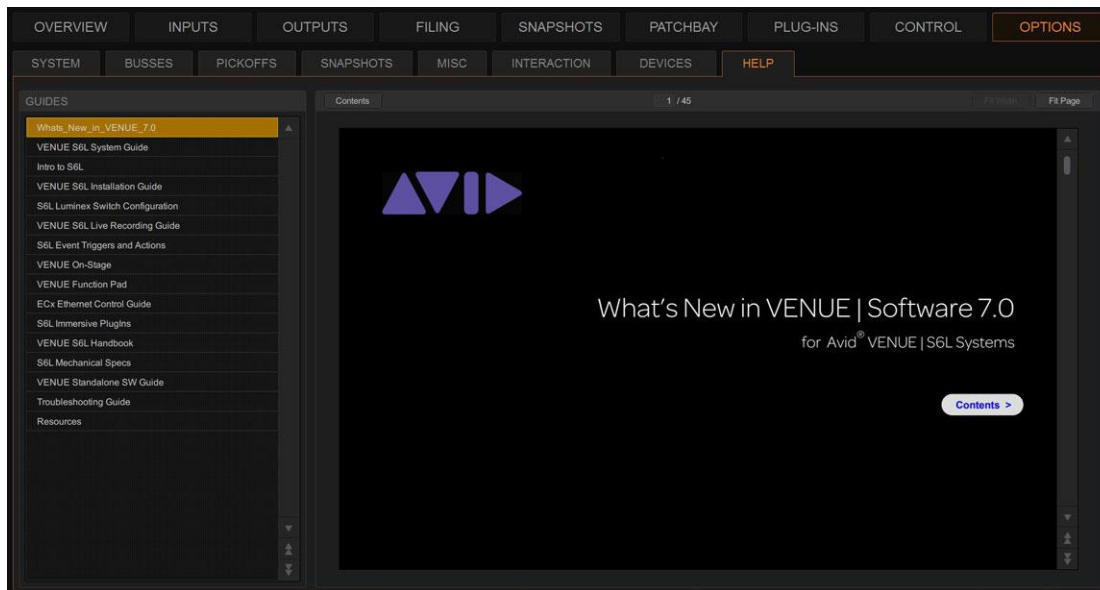 OVERVIEW INPUTS OUTPUTS FILING SNAPSHOTS PATCHBAY PLUG-INS CONTROL OPTIONS
SYSTEM BUSSES PICKOFFS SNAPSHOTS MISC INTERACTION DEVICES HELP
GUIDES
Contents 1 / 45 Fit Width Fit Page
Whats_New_in_VENUE_7.0
VENUE S6L System Guide
Intro to S6L
VENUE S6L Installation Guide
S6L Luminex Switch Configuration
VENUE S6L Live Recording Guide
S6L Event Triggers and Actions
VENUE On-Stage
VENUE Function Pad
ECx Ethernet Control Guide
S6L Immersive PlugIns
VENUE S6L Handbook
S6L Mechanical Specs
VENUE Standalone SW Guide
Troubleshooting Guide
Resources
AVID
What's New in VENUE | Software 7.0
for Avid® VENUE | S6L Systems
Contents >